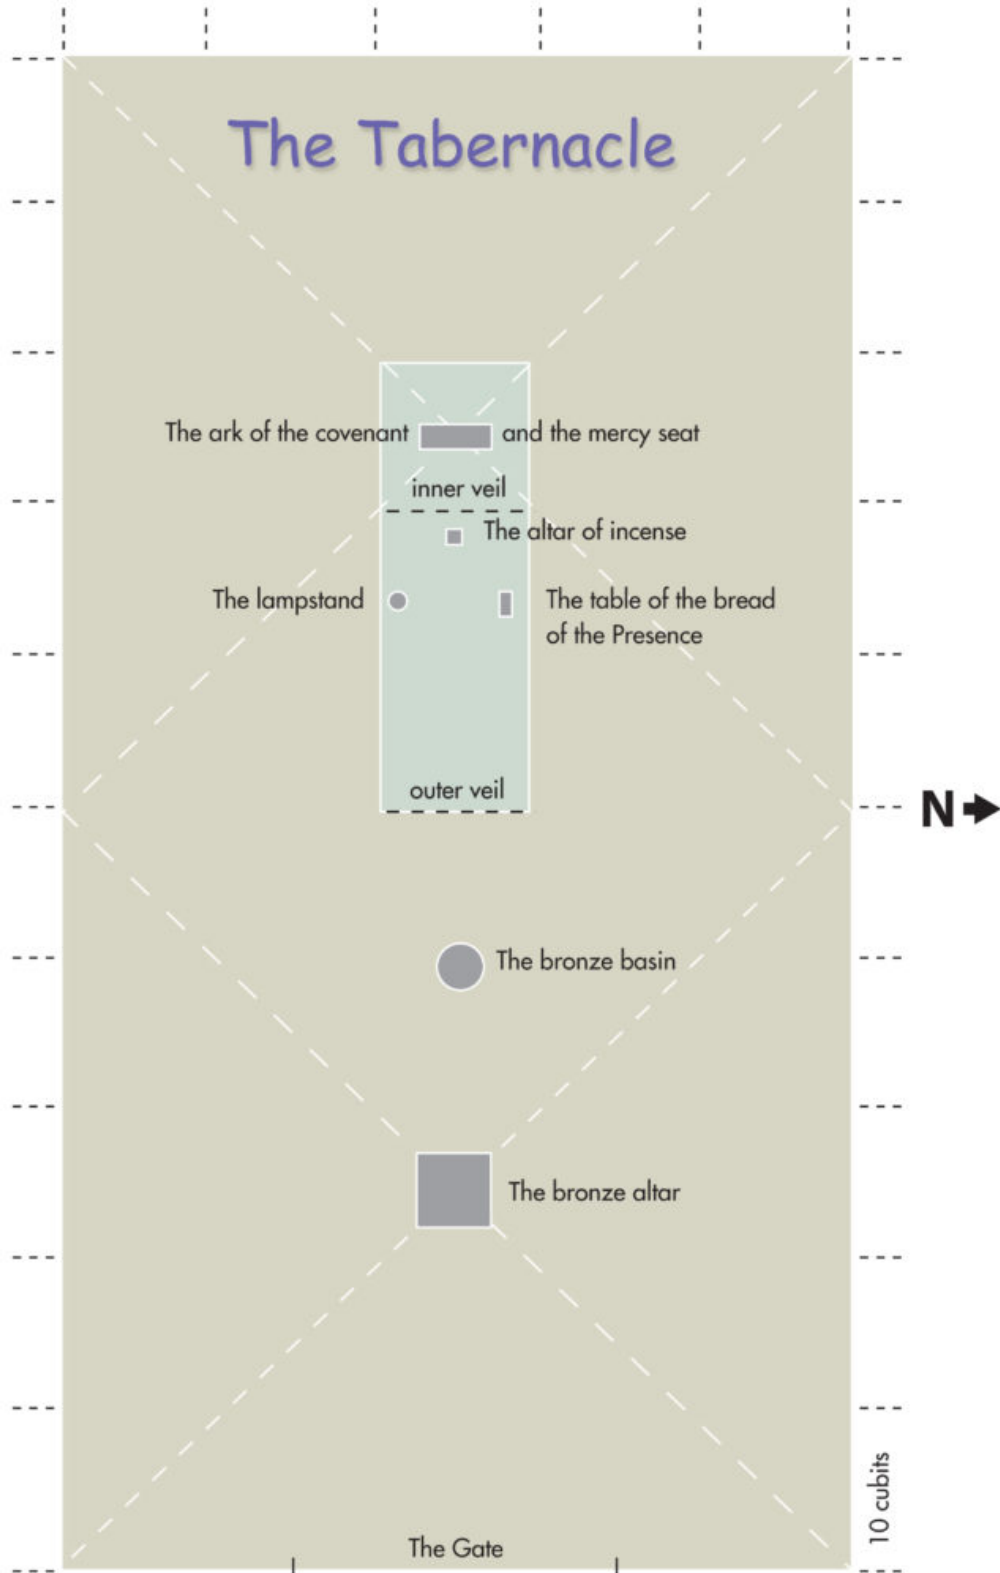 The Tabernacle
The ark of the covenant and the mercy seat
inner veil
The altar of incense
The lampstand
The table of the bread
of the Presence
outer veil
N
The bronze basin
The bronze altar
10 cubits
The Gate